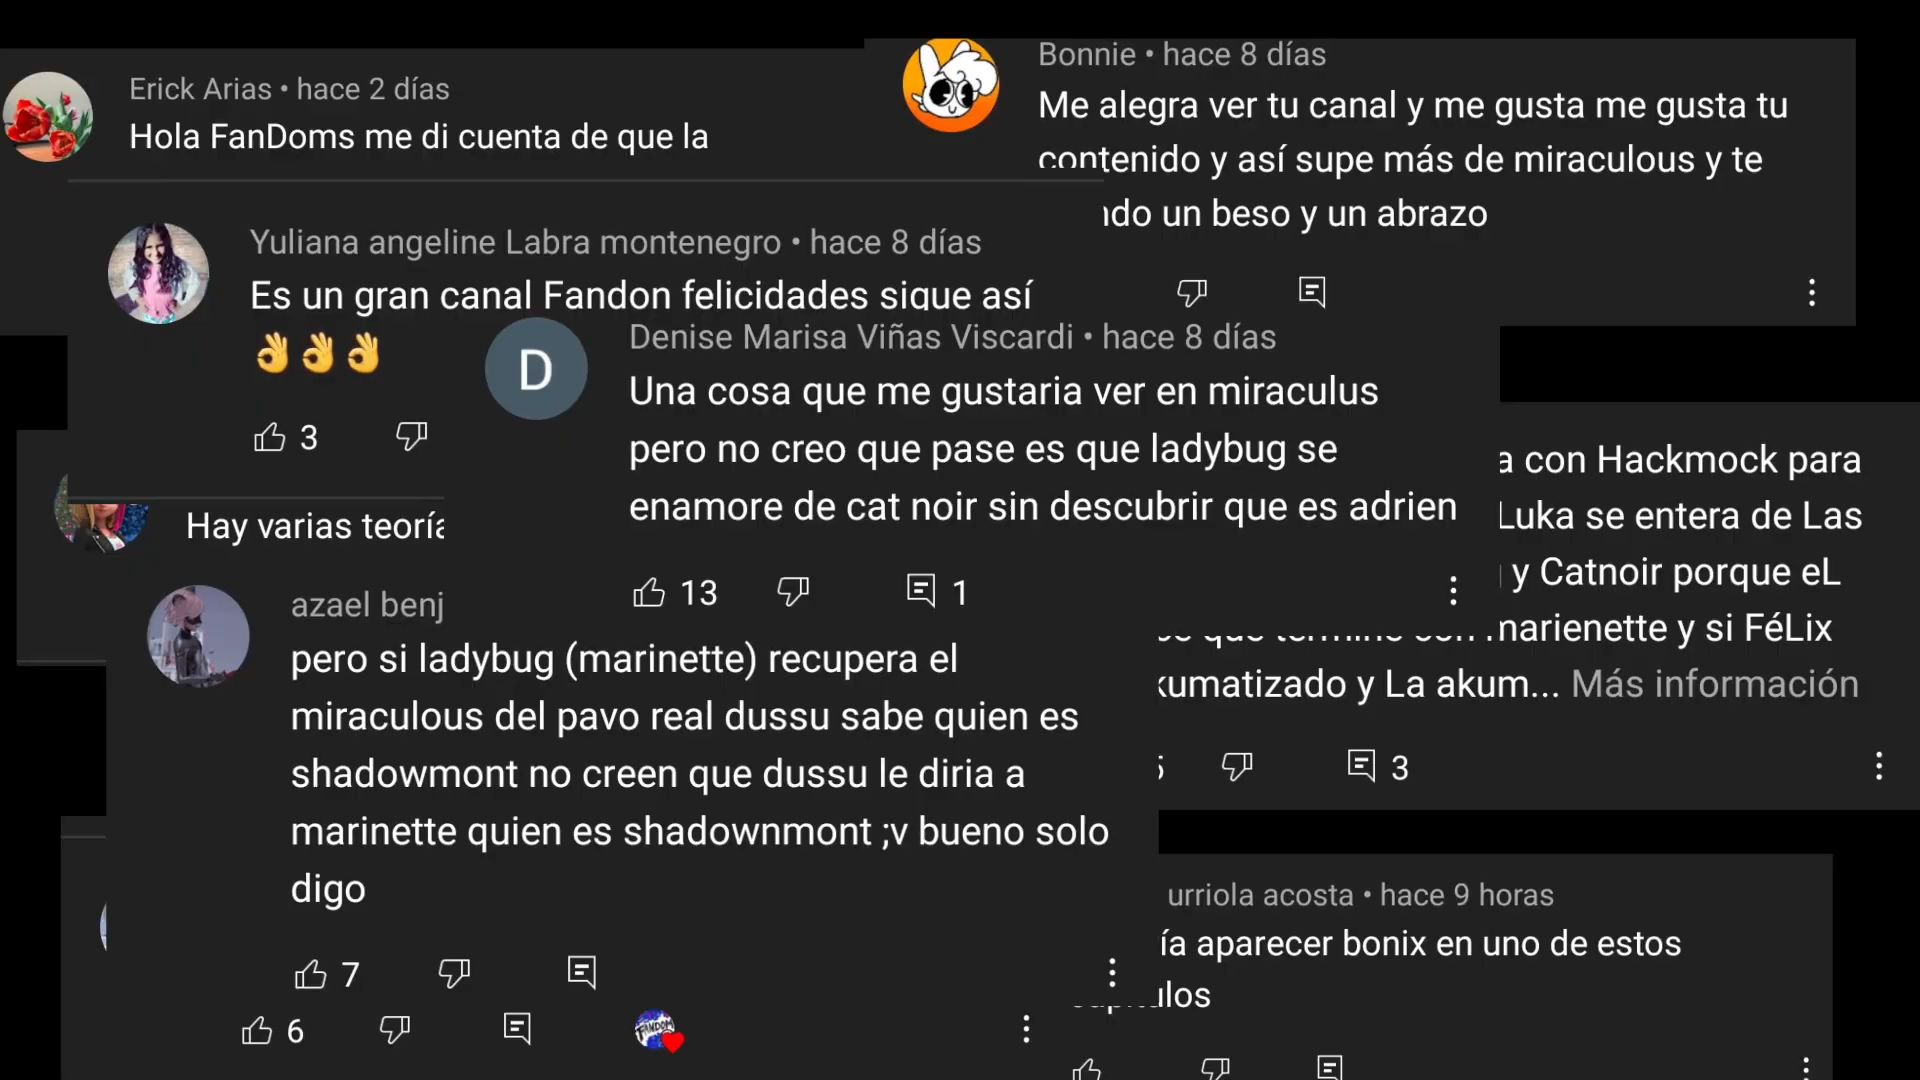 Erick Arias • hace 2 días
Hola FanDoms me di cuenta de que la
Bonnie • hace 8 días
Me alegra ver tu canal y me gusta me gusta tu
contenido y así supe más de miraculous y te
ndo un beso y un abrazo
Yuliana angeline Labra montenegro • hace 8 días
Es un gran canal Fandon felicidades sigue así
👌👌👌
3
Denise Marisa Viñas Viscardi • hace 8 días
Una cosa que me gustaria ver en miraculus
pero no creo que pase es que ladybug se
enamore de cat noir sin descubrir que es adrien
13
1
a con Hackmock para
Luka se entera de Las
y Catnoir porque eL
marienette y si FéLix
kumatizado y La akum... Más información
3
Hay varias teoría
azael benj
pero si ladybug (marinette) recupera el
miraculous del pavo real dussu sabe quien es
shadowmont no creen que dussu le diria a
marinette quien es shadownmont ;v bueno solo
digo
7
6
FANDOM
urriola acosta • hace 9 horas
ía aparecer bonix en uno de estos
ulos